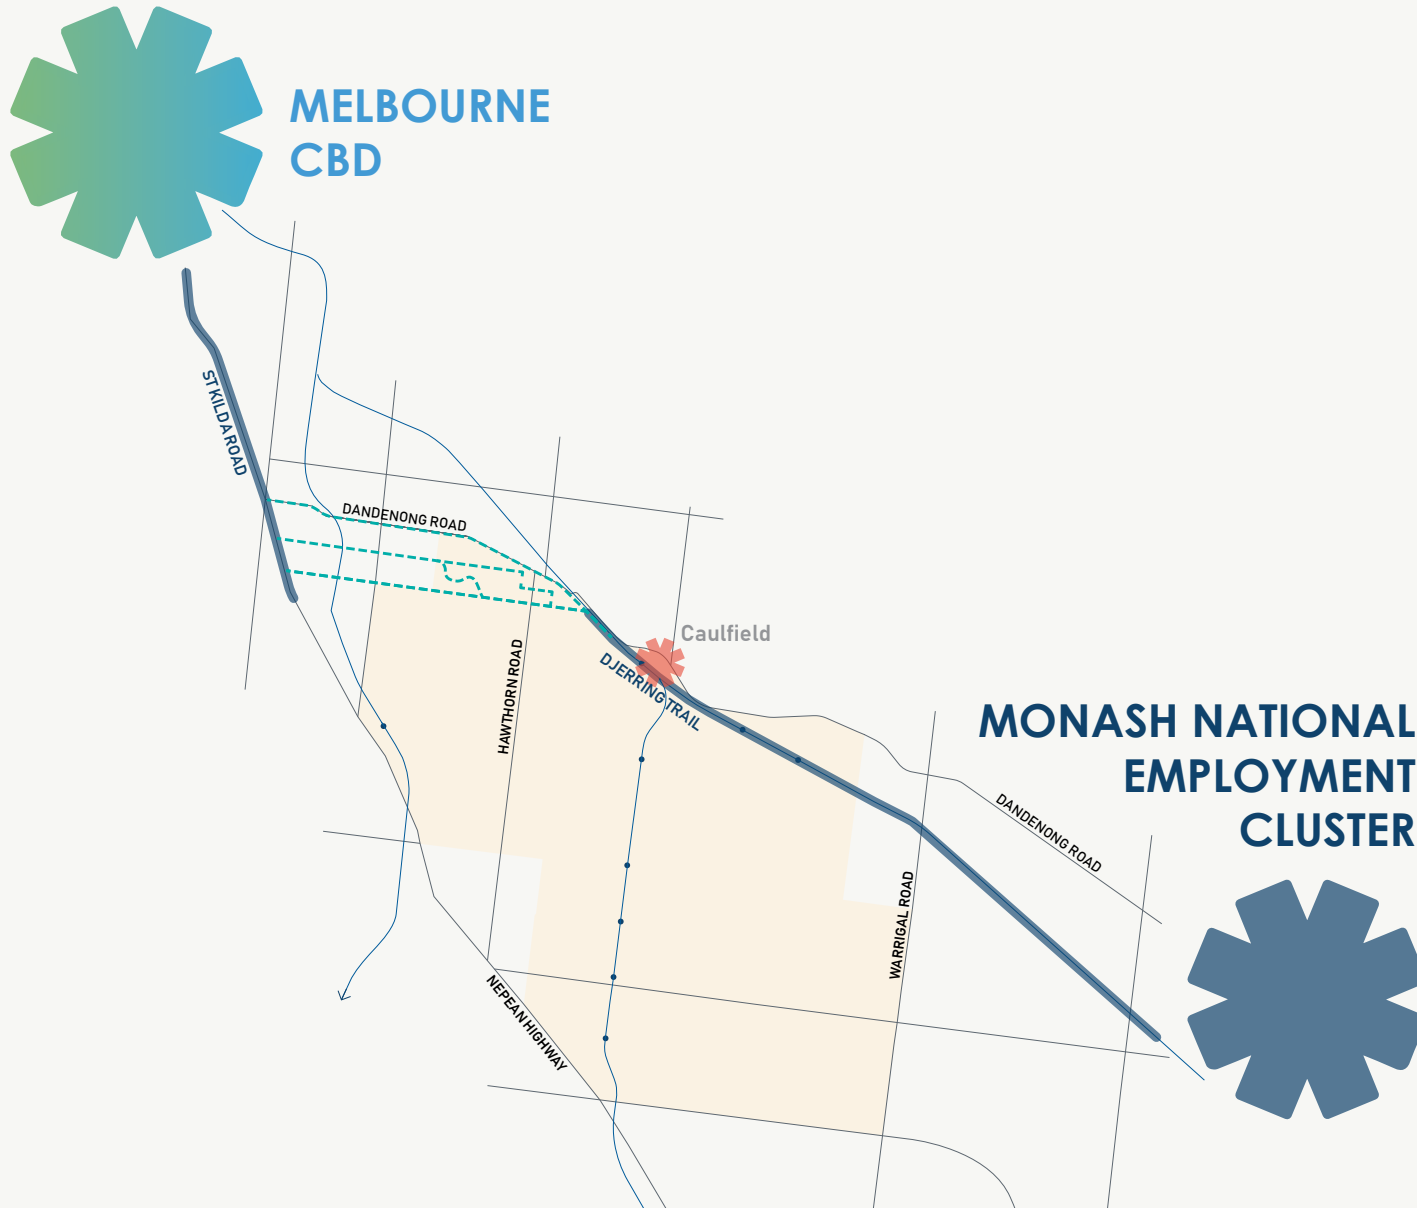 MELBOURNE
CBD
ST KILDA ROAD
DANDENONG ROAD
Caulfield
HAWTHORN ROAD
DJERRING TRAIL
MONASH NATIONAL
EMPLOYMENT
CLUSTER
DANDENONG ROAD
WARRIGAL ROAD
NEPEAN HIGHWAY